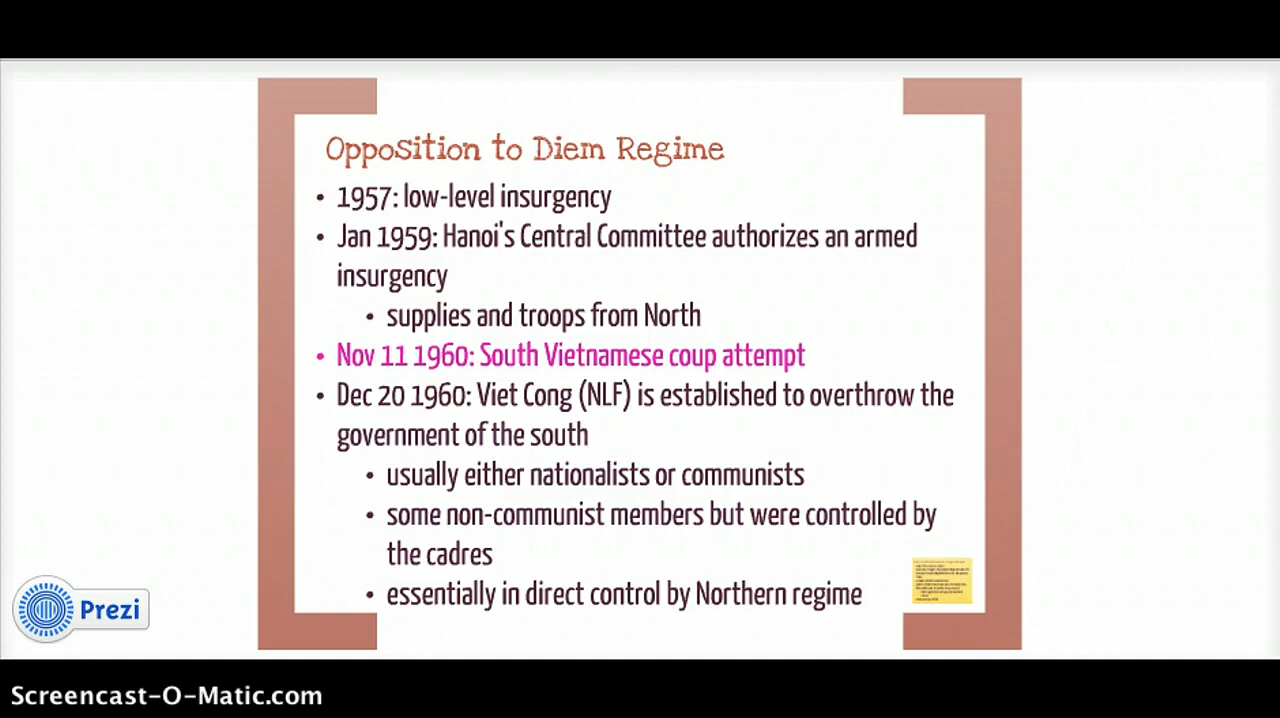 Opposition to Diem Regime
• 1957: low-level insurgency
• Jan 1959: Hanoi's Central Committee authorizes an armed
insurgency
• supplies and troops from North
• Nov 11 1960: South Vietnamese coup attempt
• Dec 20 1960: Viet Cong (NLF) is established to overthrow the
government of the south
• usually either nationalists or communists
• some non-communist members but were controlled by
the cadres
• essentially in direct control by Northern regime
Prezi
Screencast-O-Matic.com